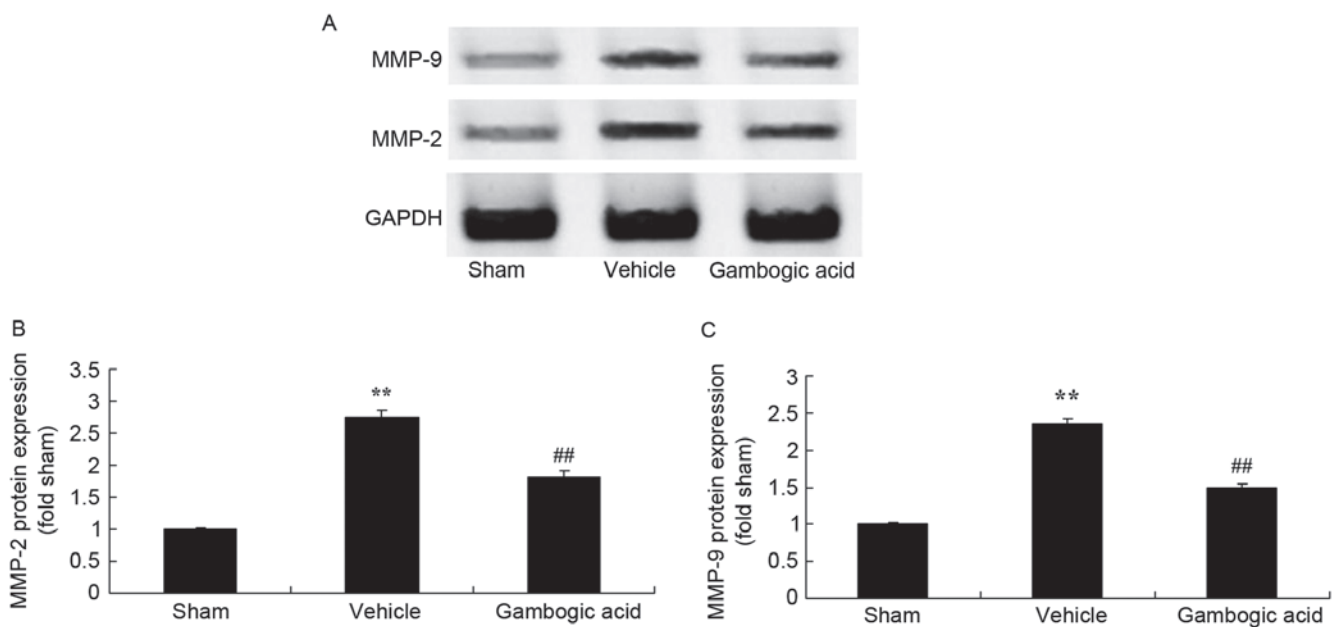 A
MMP-9
MMP-2
GAPDH
Sham Vehicle Gambogic acid
B
MMP-2 protein expression
(fold sham)
3.5
3
2.5
2
1.5
1
0.5
0
**
##
Sham Vehicle Gambogic acid
C
MMP-9 protein expression
(fold sham)
3
2.5
2
1.5
1
0.5
0
**
##
Sham Vehicle Gambogic acid